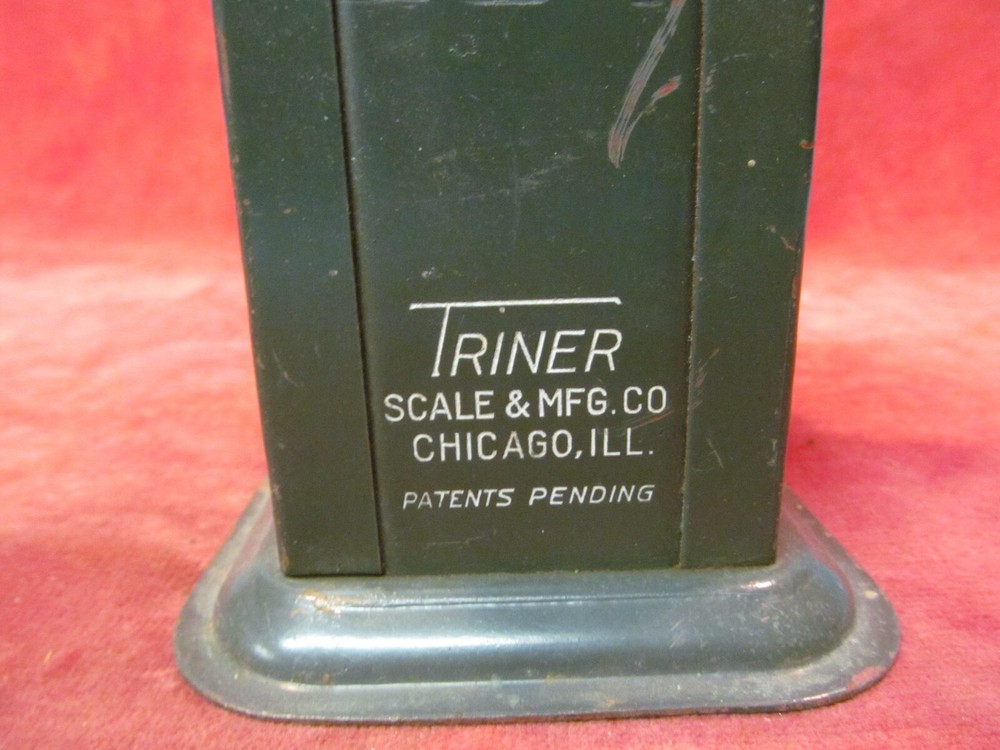 TRINER
SCALE & MFG. CO
CHICAGO, ILL.
PATENTS PENDING